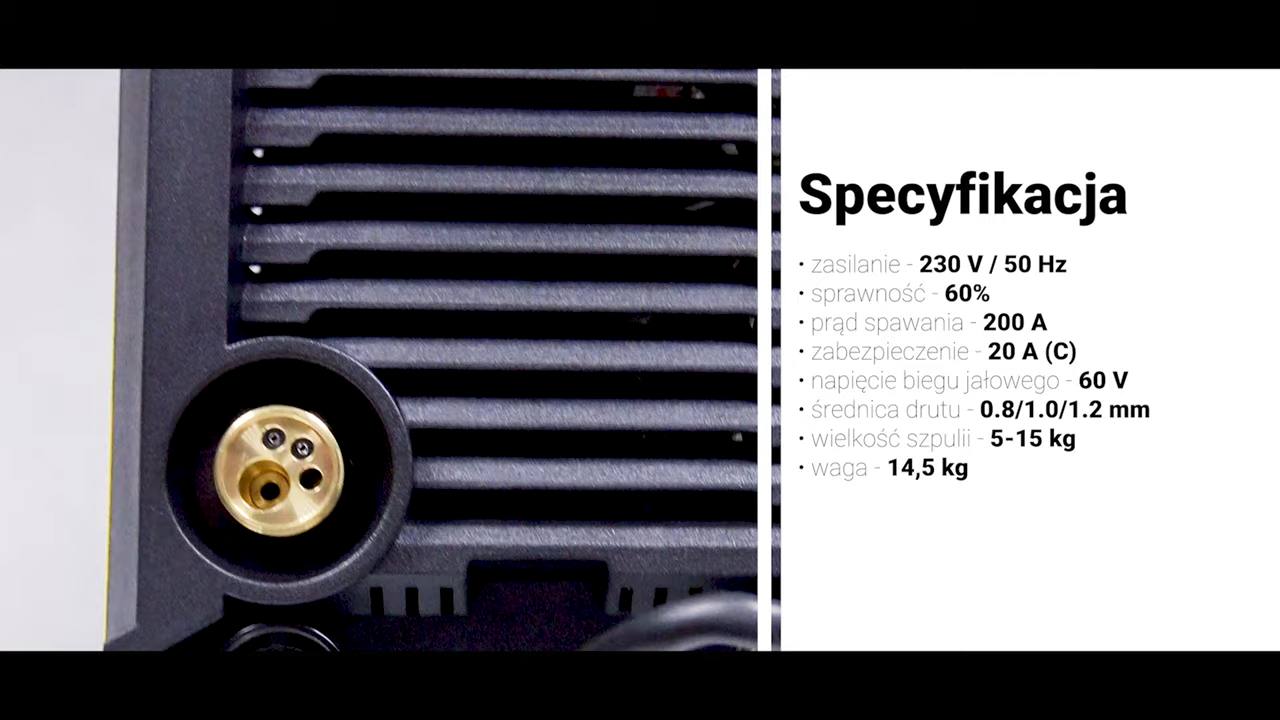 Specyfikacja
• zasilanie - 230 V / 50 Hz
• sprawność - 60%
• prąd spawania - 200 A
• zabezpieczenie - 20 A (C)
• napięcie biegu jałowego - 60 V
• średnica drutu - 0.8/1.0/1.2 mm
• wielkość szpulii - 5-15 kg
• waga - 14,5 kg